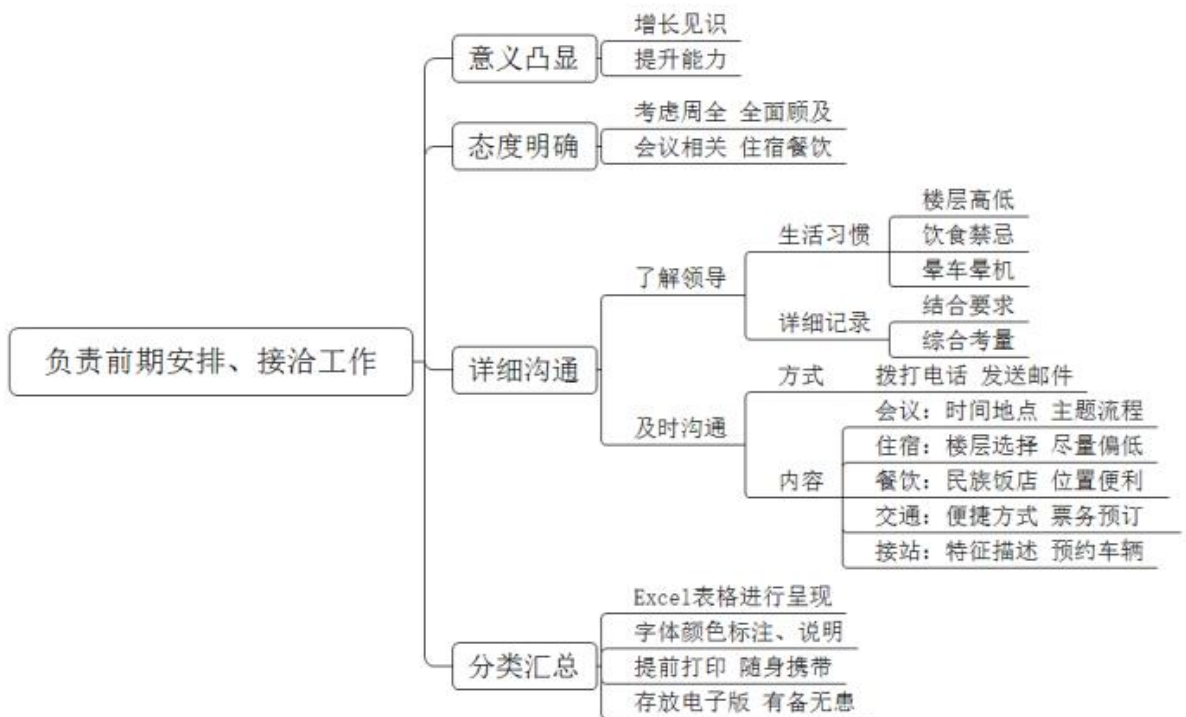 负责前期安排、接洽工作
意义凸显
增长见识
提升能力
态度明确
考虑周全 全面顾及
会议相关 住宿餐饮
详细沟通
了解领导
生活习惯
楼层高低
饮食禁忌
晕车晕机
详细记录
结合要求
综合考量
及时沟通
方式
拨打电话 发送邮件
内容
会议：时间地点 主题流程
住宿：楼层选择 尽量偏低
餐饮：民族饭店 位置便利
交通：便捷方式 票务预订
接站：特征描述 预约车辆
分类汇总
Excel表格进行呈现
字体颜色标注、说明
提前打印 随身携带
存放电子版 有备无患